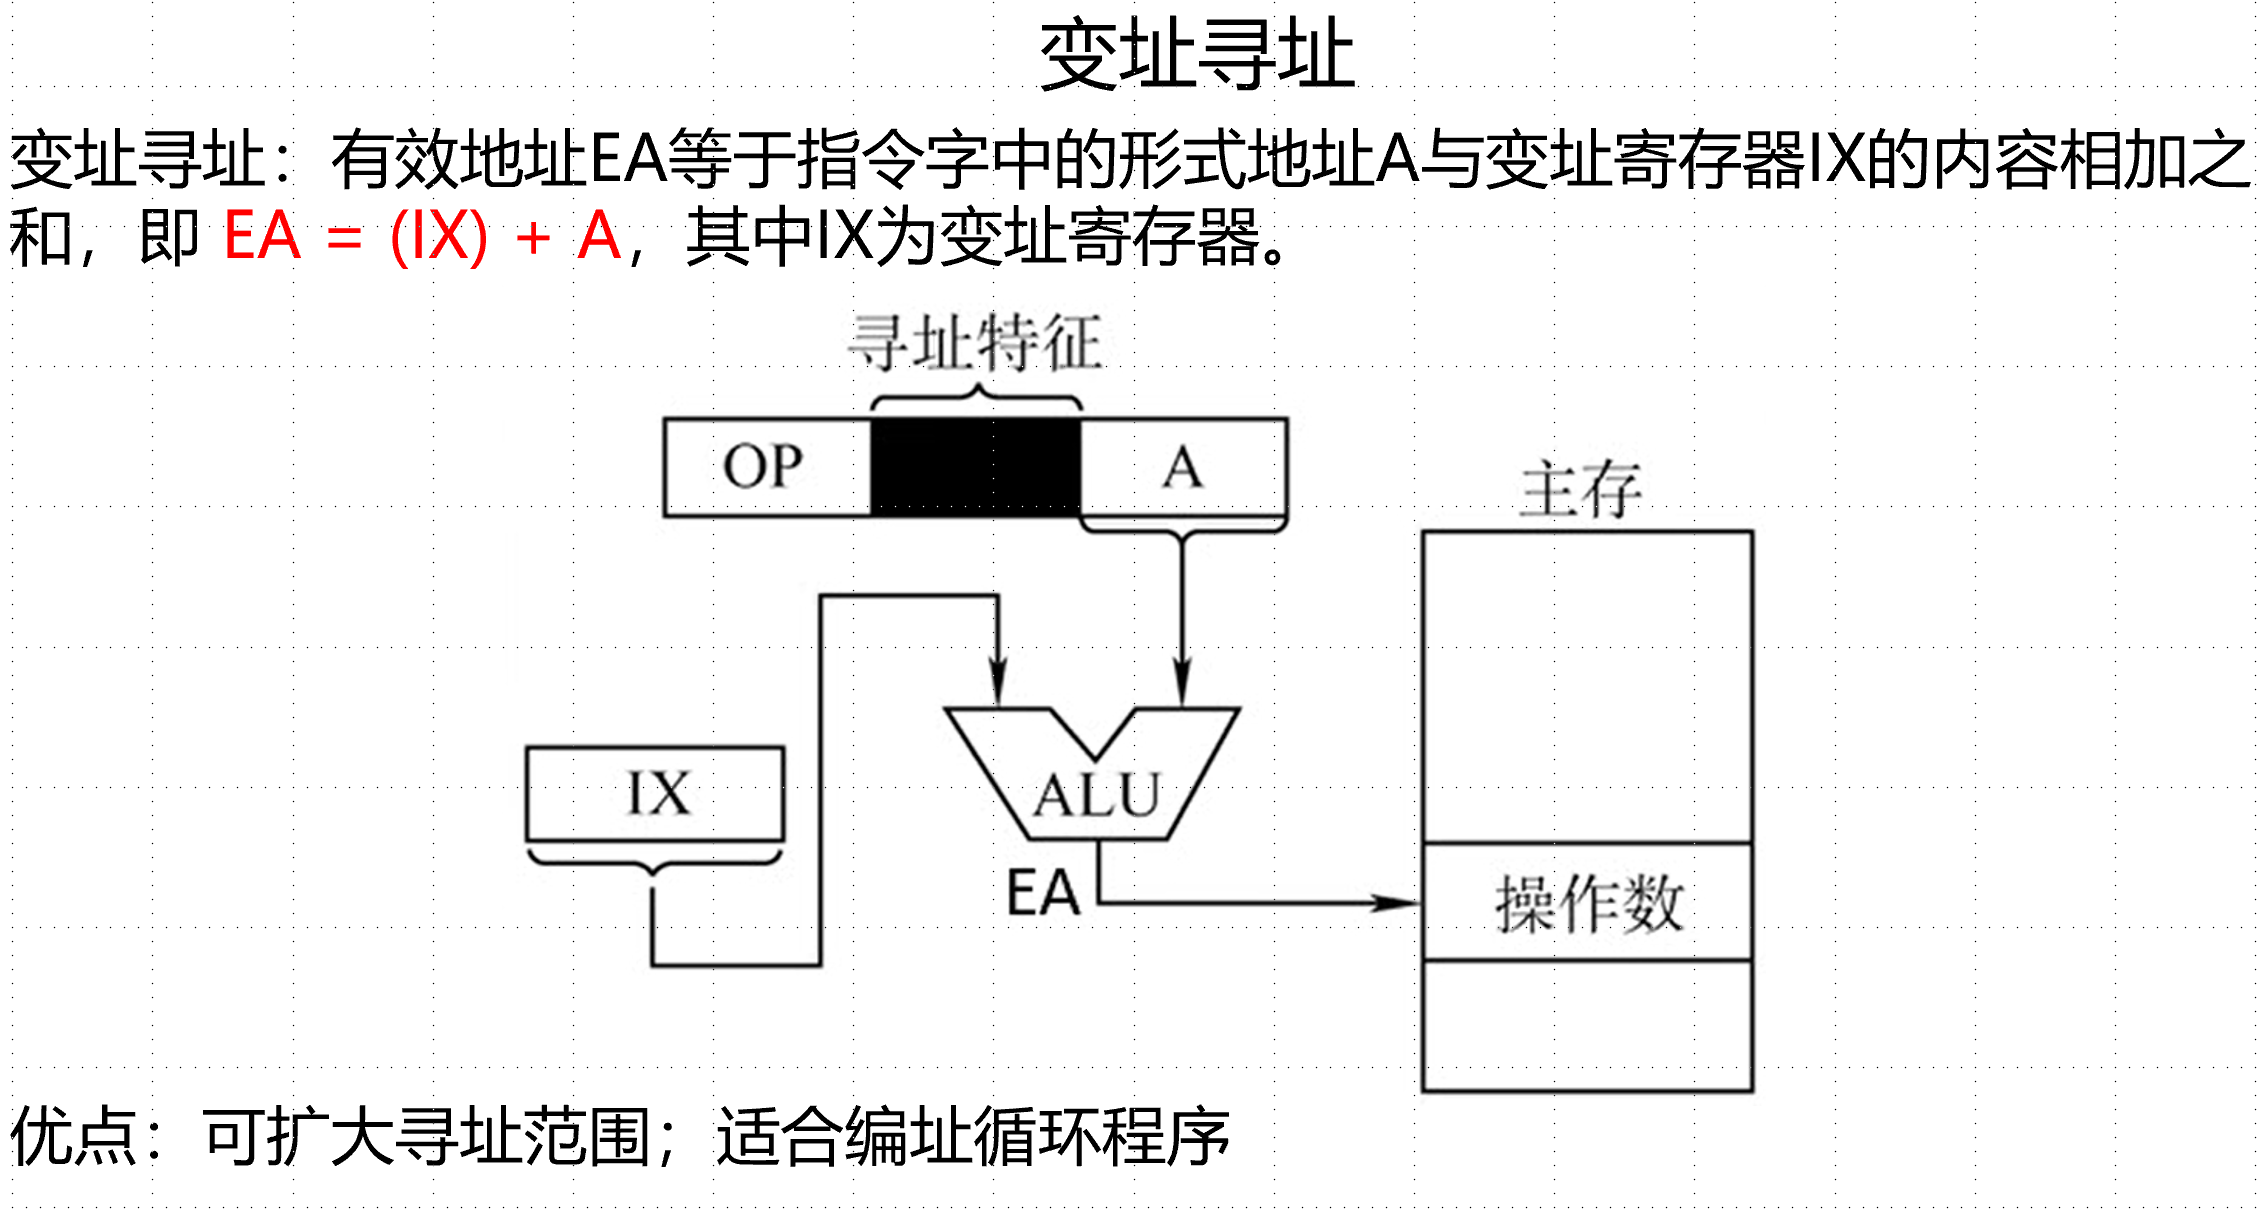 变址寻址
变址寻址：有效地址EA等于指令字中的形式地址A与变址寄存器IX的内容相加之
和，即 EA = (IX) + A，其中IX为变址寄存器。
寻址特征
OP
A
主存
IX
ALU
EA
操作数
优点：可扩大寻址范围；适合编址循环程序